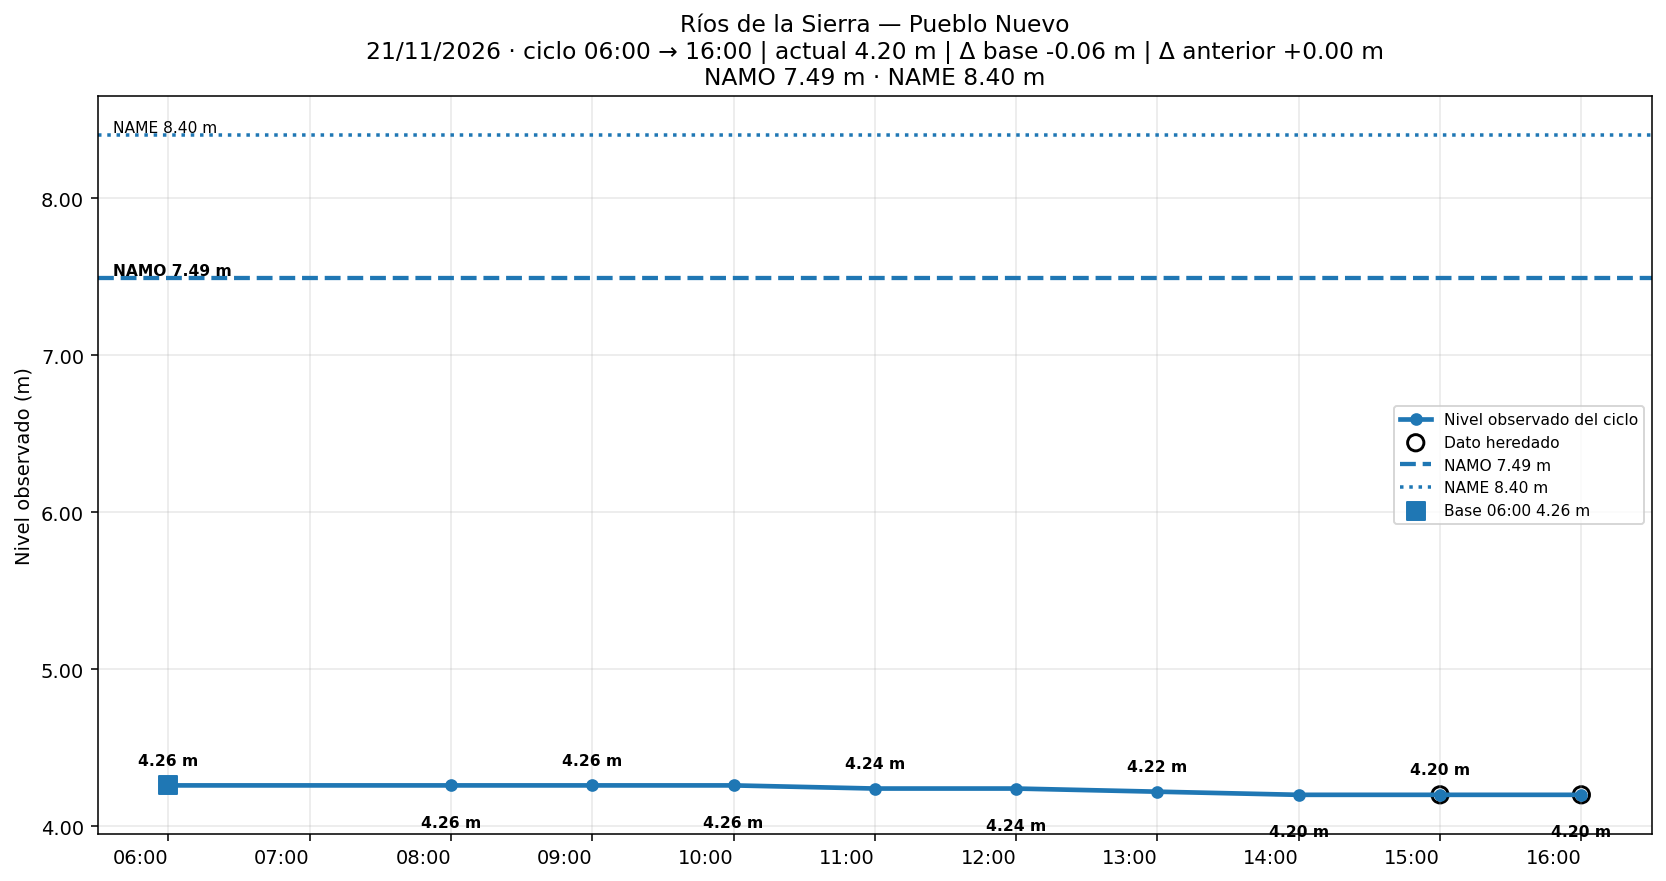 Ríos de la Sierra — Pueblo Nuevo
21/11/2026 · ciclo 06:00 → 16:00 | actual 4.20 m | Δ base -0.06 m | Δ anterior +0.00 m
NAMO 7.49 m · NAME 8.40 m
NAME 8.40 m
8.00
NAMO 7.49 m
7.00
Nivel observado (m)
6.00
5.00
4.00
Nivel observado del ciclo
Dato heredado
NAMO 7.49 m
NAME 8.40 m
Base 06:00 4.26 m
4.26 m
4.26 m
4.26 m
4.26 m
4.24 m
4.24 m
4.22 m
4.20 m
4.20 m
4.20 m
06:00
07:00
08:00
09:00
10:00
11:00
12:00
13:00
14:00
15:00
16:00